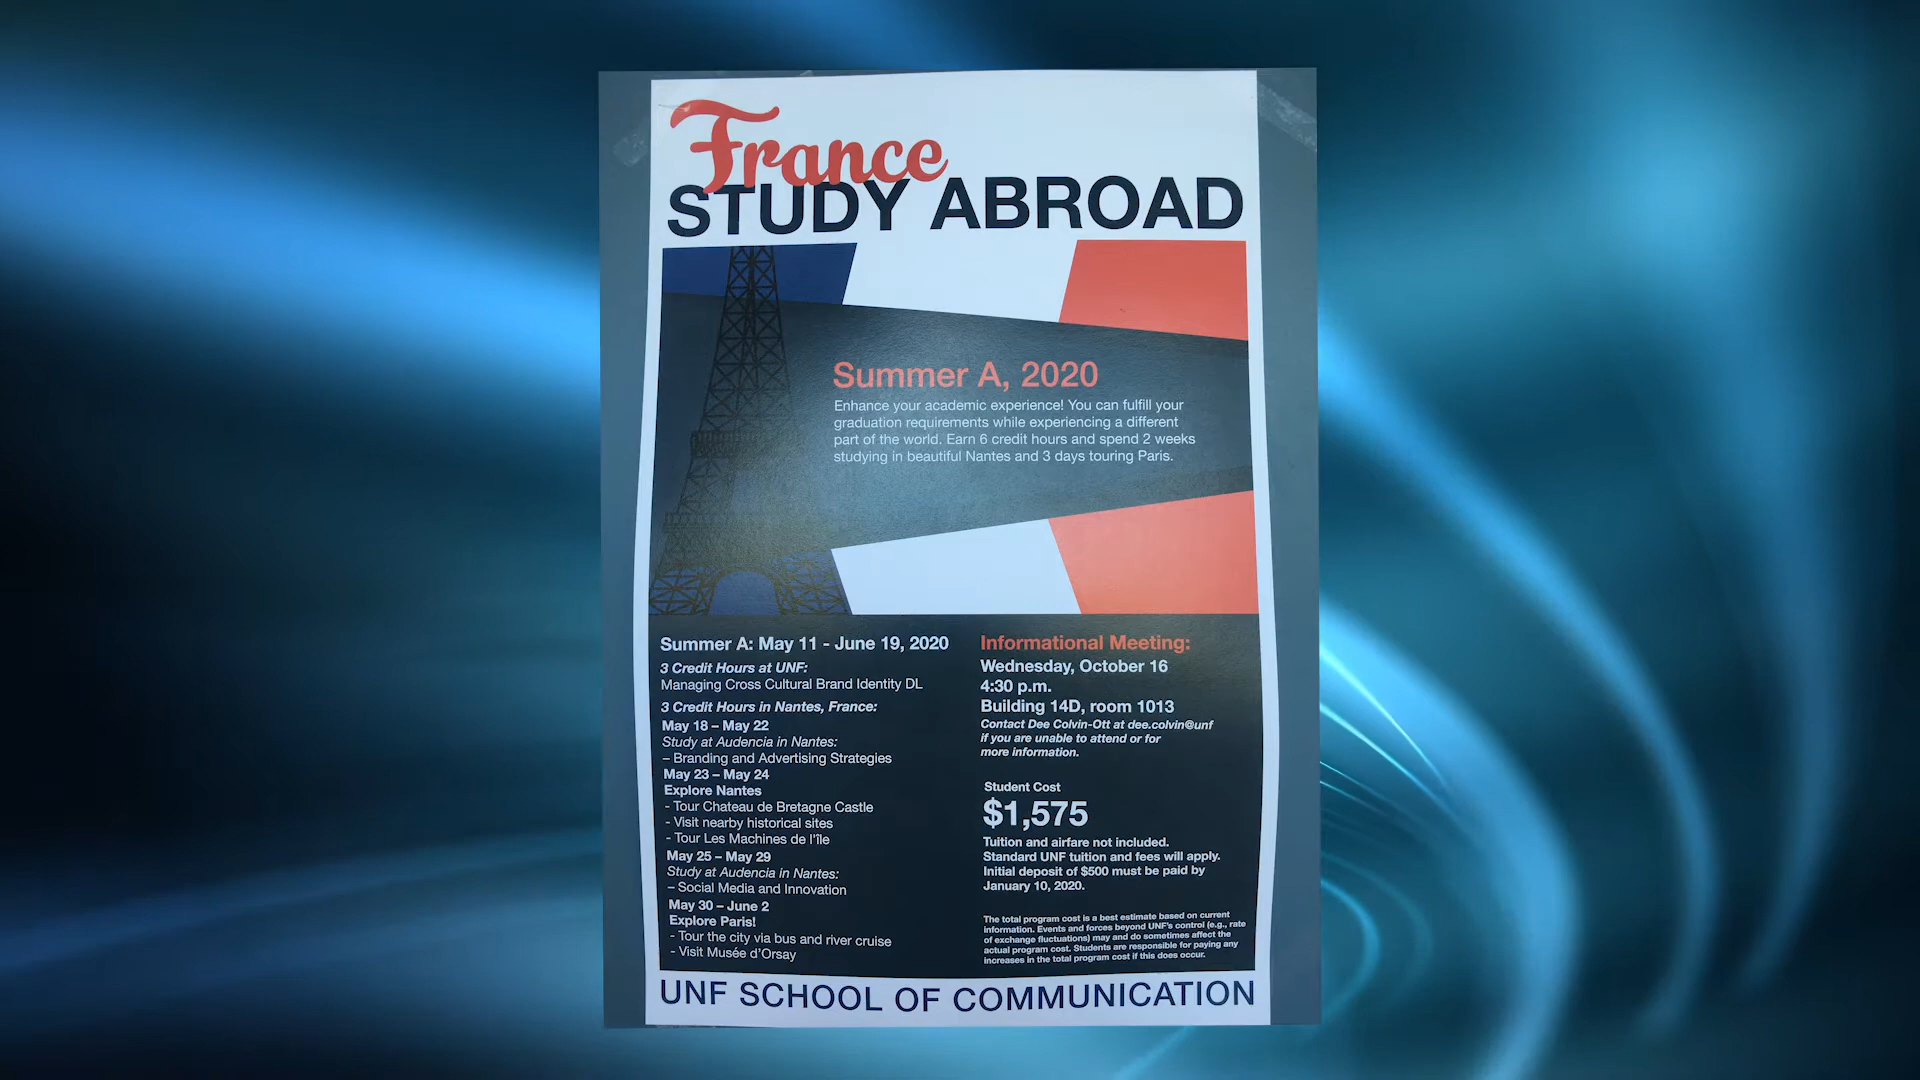 France
STUDY ABROAD
Summer A, 2020
Enhance your academic experience! You can fulfill your
graduation requirements while experiencing a different
part of the world. Earn 6 credit hours and spend 2 weeks
studying in beautiful Nantes and 3 days touring Paris.
Summer A: May 11 - June 19, 2020
3 Credit Hours at UNF:
Managing Cross Cultural Brand Identity DL
3 Credit Hours in Nantes, France:
May 18 – May 22
Study at Audencia in Nantes:
– Branding and Advertising Strategies
May 23 – May 24
Explore Nantes
- Tour Chateau de Bretagne Castle
- Visit nearby historical sites
- Tour Les Machines de l'île
May 25 – May 29
Study at Audencia in Nantes:
– Social Media and Innovation
May 30 – June 2
Explore Paris!
- Tour the city via bus and river cruise
- Visit Musée d'Orsay
Informational Meeting:
Wednesday, October 16
4:30 p.m.
Building 14D, room 1013
Contact Dee Colvin-Ott at dee.colvin@unf
if you are unable to attend or for
more information.
Student Cost
$1,575
Tuition and airfare not included.
Standard UNF tuition and fees will apply.
Initial deposit of $500 must be paid by
January 10, 2020.
The total program cost is a best estimate based on current
information. Events and forces beyond UNF's control (e.g., rate
of exchange fluctuations) may and do sometimes affect the
actual program cost. Students are responsible for paying any
increases in the total program cost if this does occur.
UNF SCHOOL OF COMMUNICATION